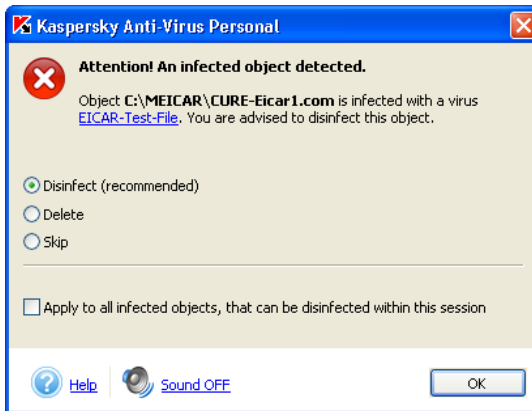 Kaspersky Anti-Virus Personal
Attention! An infected object detected.
Object C:\MEICAR\CURE-Eicar1.com is infected with a virus
EICAR-Test-File. You are advised to disinfect this object.
Disinfect (recommended)
Delete
Skip
Apply to all infected objects, that can be disinfected within this session
Help
Sound OFF
OK